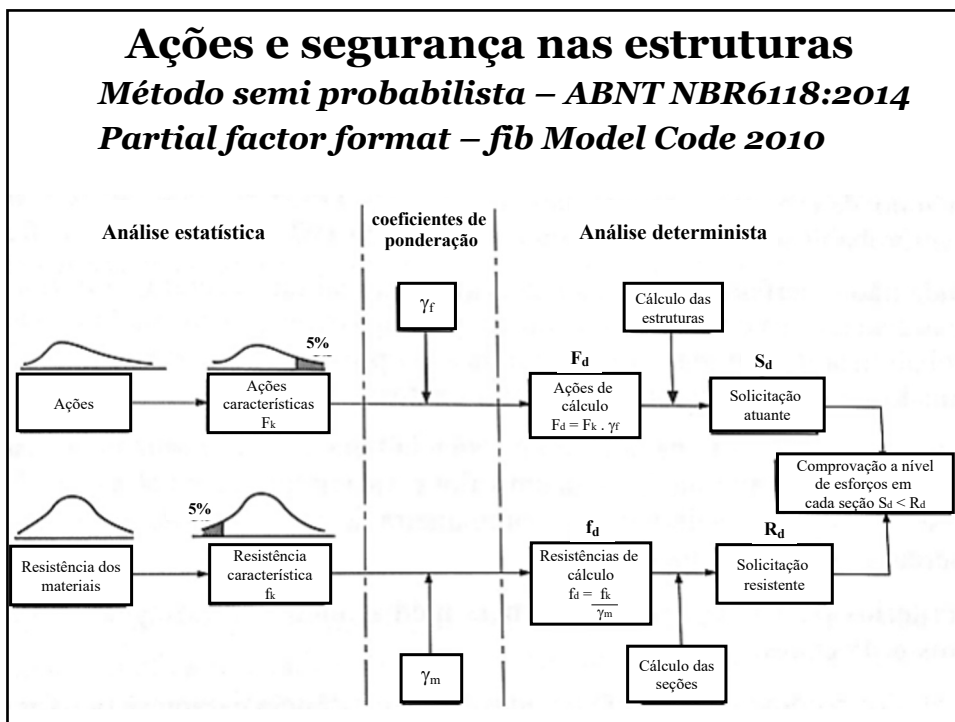 Ações e segurança nas estruturas
Método semi probabilista – ABNT NBR6118:2014
Partial factor format – fib Model Code 2010
Análise estatística
coeficientes de
ponderação
Análise determinista
γf
Cálculo das
estruturas
5%
Fd
Sd
Ações
Ações
características
Fk
Ações de
cálculo
Fd = Fk . γf
Solicitação
atuante
Comprovação a nível
de esforços em
cada seção Sd < Rd
5%
fd
Rd
Resistência dos
materiais
Resistência
característica
fk
Resistências de
cálculo
fd = fk
γm
Solicitação
resistente
γm
Cálculo das
seções